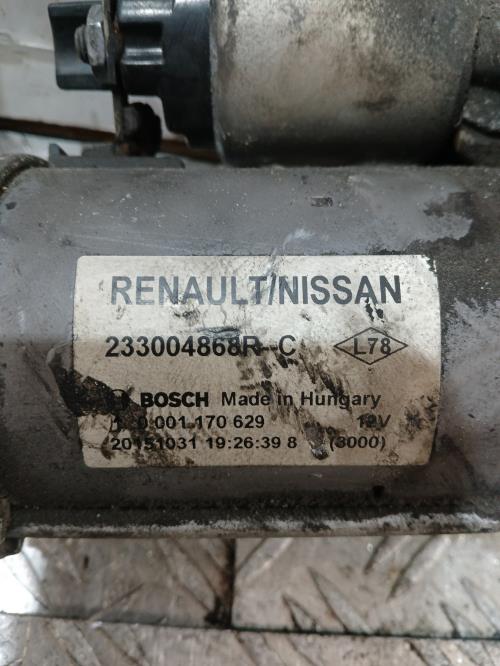 RENAULT/NISSAN
233004868R C L78
BOSCH Made in Hungary
0 001 170 629 12V
20151031 19:26:39 8 (3000)